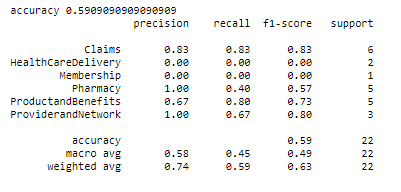 accuracy 0.5909090909090909
precision recall f1-score support
Claims 0.83 0.83 0.83 6
HealthCareDelivery 0.00 0.00 0.00 2
Membership 0.00 0.00 0.00 1
Pharmacy 1.00 0.40 0.57 5
ProductandBenefits 0.67 0.80 0.73 5
ProviderandNetwork 1.00 0.67 0.80 3
accuracy 0.59 22
macro avg 0.58 0.45 0.49 22
weighted avg 0.74 0.59 0.63 22